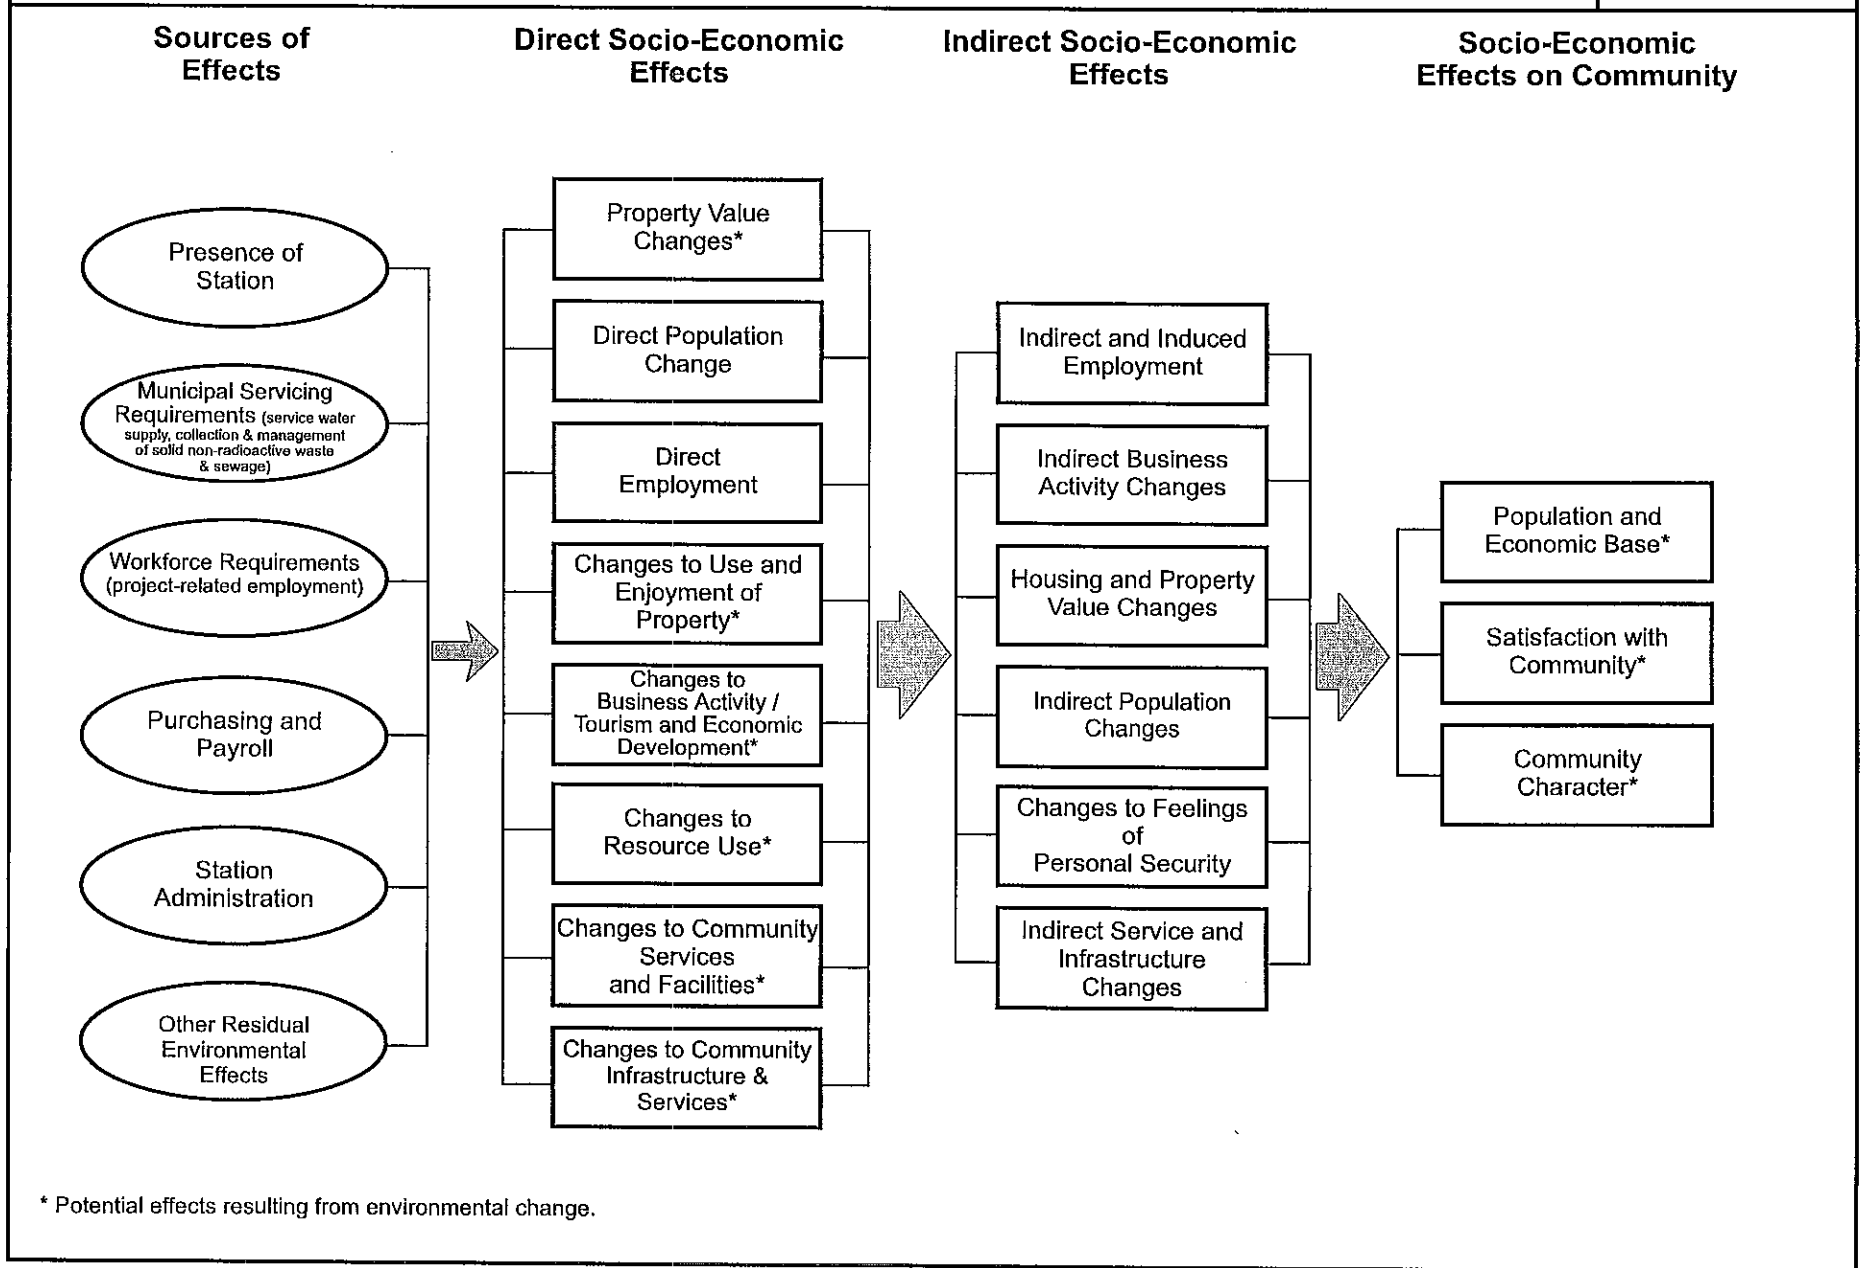 Sources of
Effects
Direct Socio-Economic
Effects
Indirect Socio-Economic
Effects
Socio-Economic
Effects on Community
Presence of
Station
Municipal Servicing
Requirements (service water
supply, collection & management
of solid non-radioactive waste
& sewage)
Workforce Requirements
(project-related employment)
Purchasing and
Payroll
Station
Administration
Other Residual
Environmental
Effects
Property Value
Changes*
Direct Population
Change
Direct
Employment
Changes to Use and
Enjoyment of
Property*
Changes to
Business Activity /
Tourism and Economic
Development*
Changes to
Resource Use*
Changes to Community
Services
and Facilities*
Changes to Community
Infrastructure &
Services*
Indirect and Induced
Employment
Indirect Business
Activity Changes
Housing and Property
Value Changes
Indirect Population
Changes
Changes to Feelings
of
Personal Security
Indirect Service and
Infrastructure
Changes
Population and
Economic Base*
Satisfaction with
Community*
Community
Character*
* Potential effects resulting from environmental change.